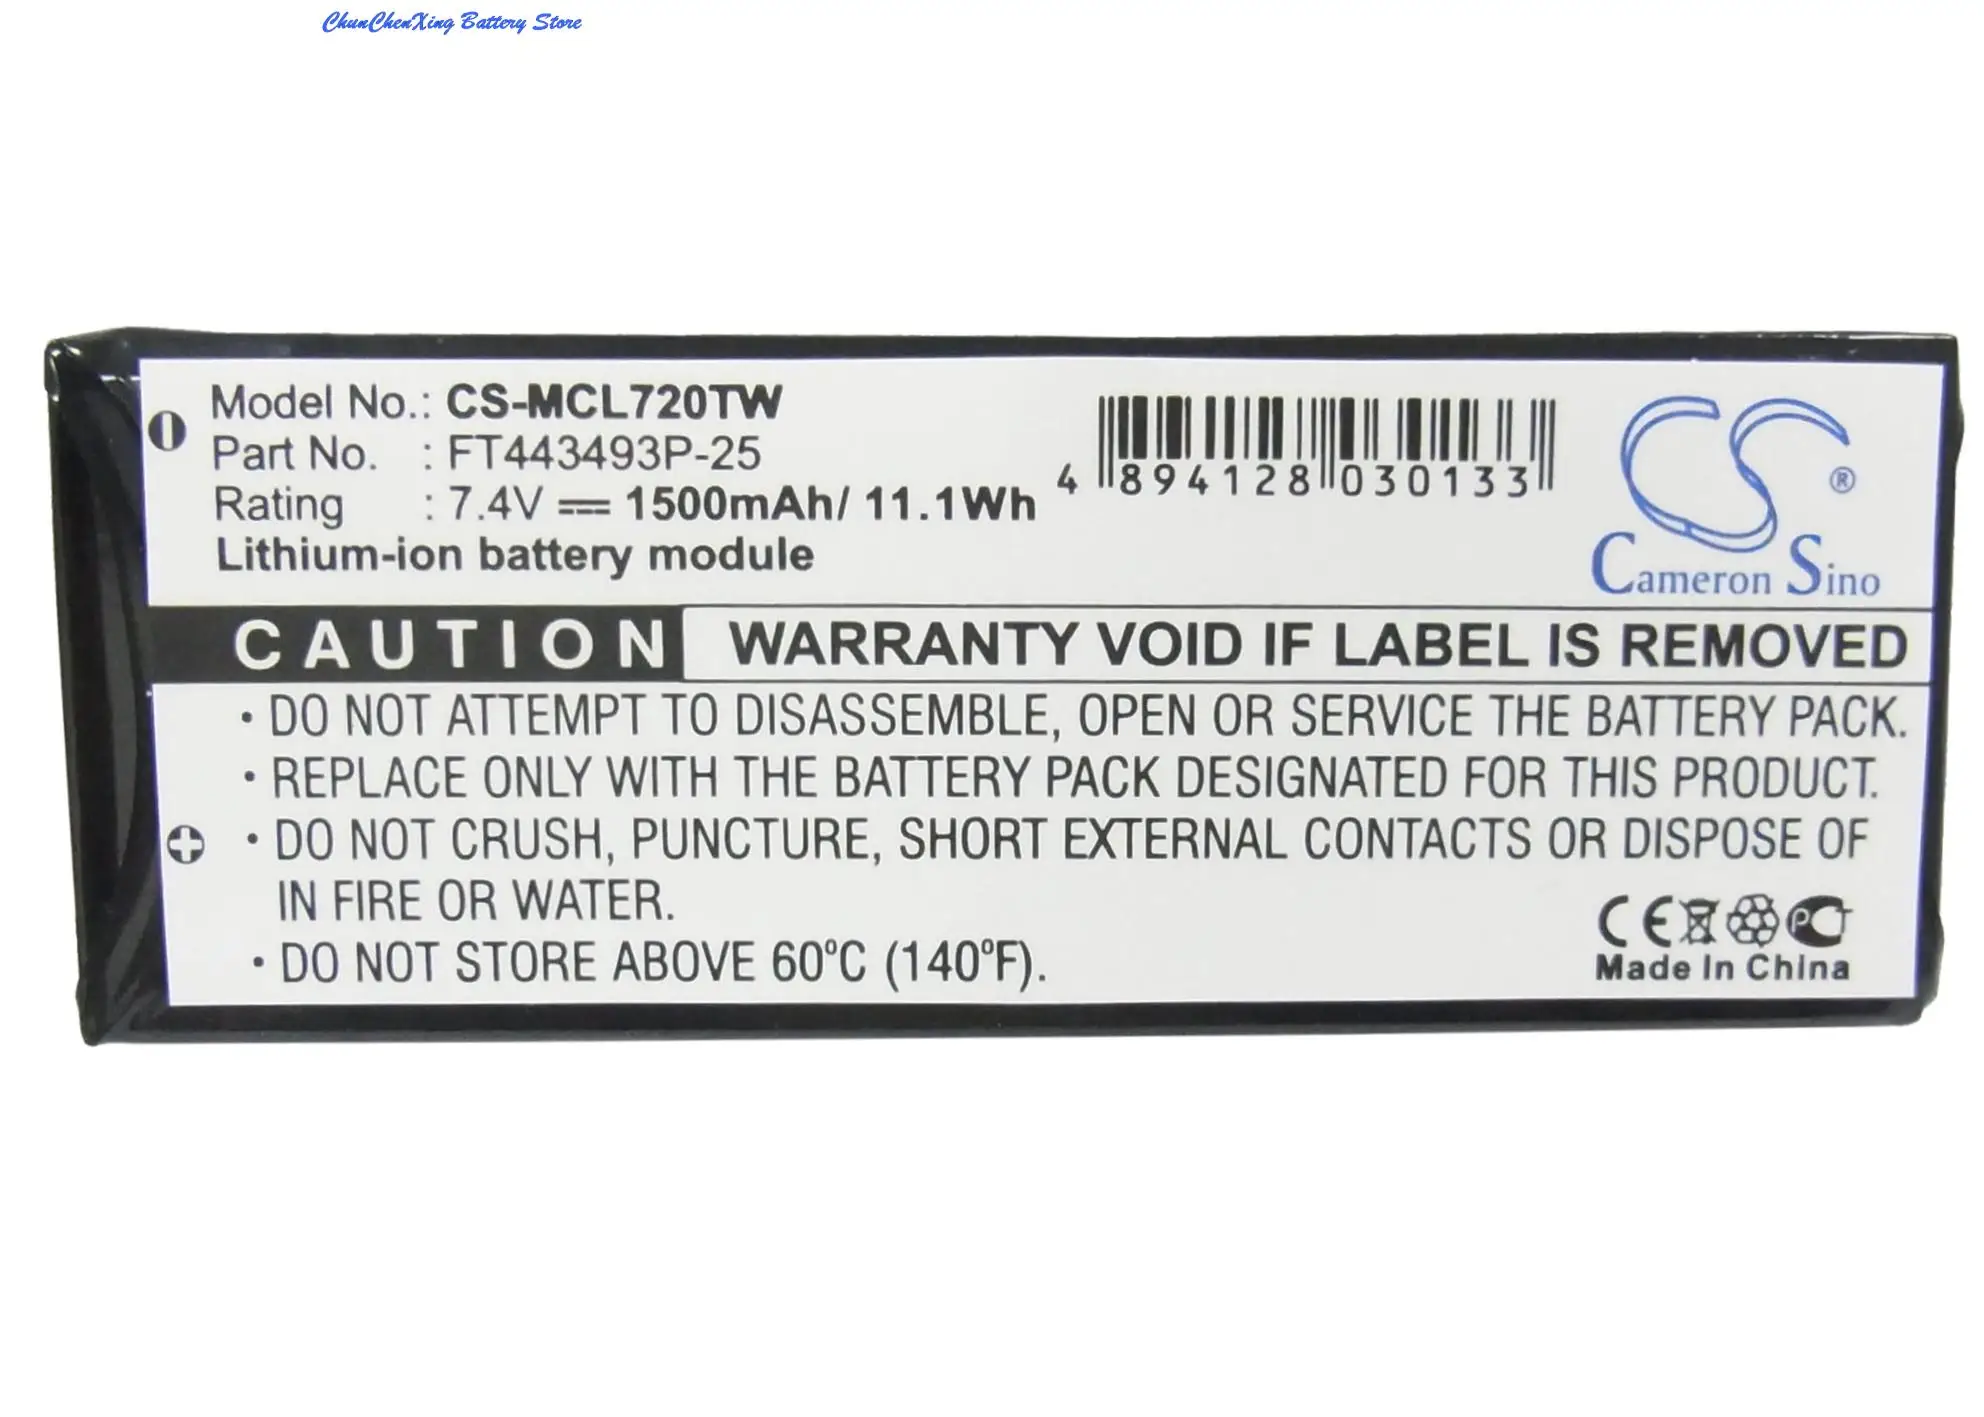 ChunChenXing Battery Store
Model No.: CS-MCL720TW
Part No. : FT443493P-25
Rating : 7.4V 1500mAh/ 11.1Wh
Lithium-ion battery module
4 894128 030133
CS ®
Cameron Sino
CAUTION WARRANTY VOID IF LABEL IS REMOVED
• DO NOT ATTEMPT TO DISASSEMBLE, OPEN OR SERVICE THE BATTERY PACK.
• REPLACE ONLY WITH THE BATTERY PACK DESIGNATED FOR THIS PRODUCT.
• DO NOT CRUSH, PUNCTURE, SHORT EXTERNAL CONTACTS OR DISPOSE OF
IN FIRE OR WATER.
• DO NOT STORE ABOVE 60ºC (140ºF).
CE PCT
Made In China